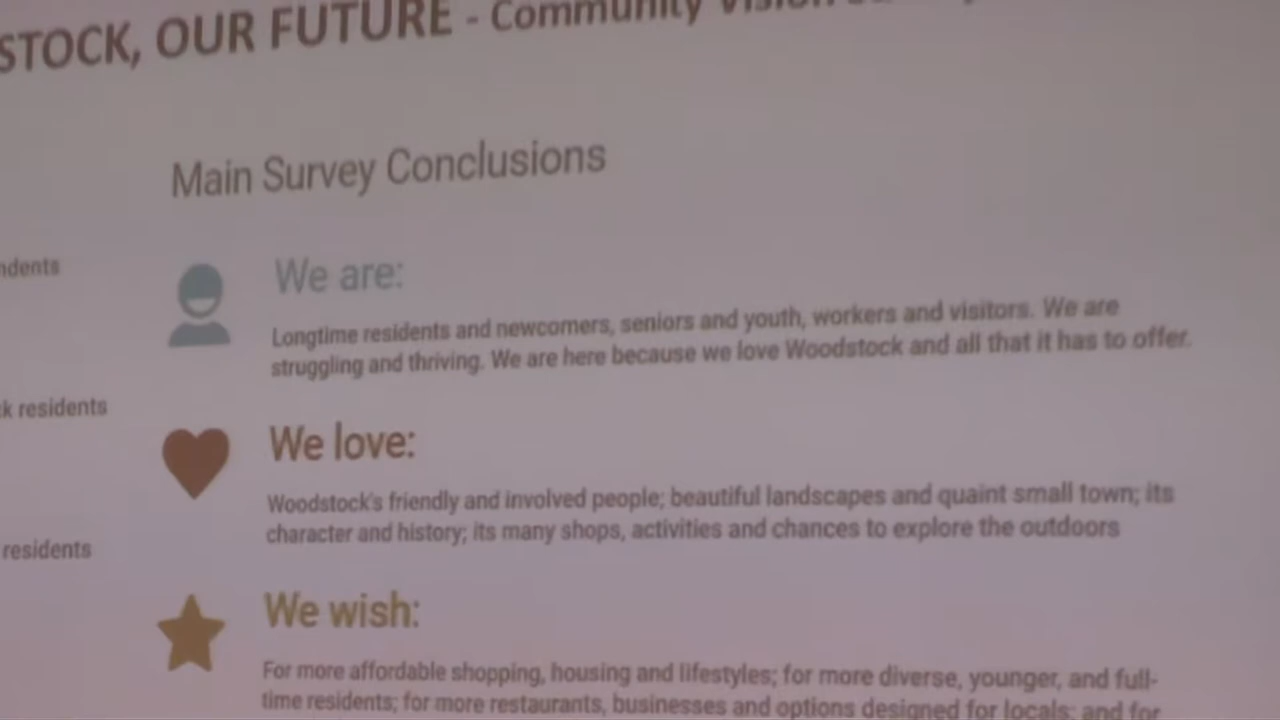 STOCK, OUR FUTURE - Community Vision
Main Survey Conclusions
ndents
We are:
Longtime residents and newcomers, seniors and youth, workers and visitors. We are
struggling and thriving. We are here because we love Woodstock and all that it has to offer.
k residents
We love:
Woodstock's friendly and involved people; beautiful landscapes and quaint small town; its
character and history; its many shops, activities and chances to explore the outdoors
residents
We wish:
For more affordable shopping, housing and lifestyles; for more diverse, younger, and full-
time residents; for more restaurants, businesses and options designed for locals; and for